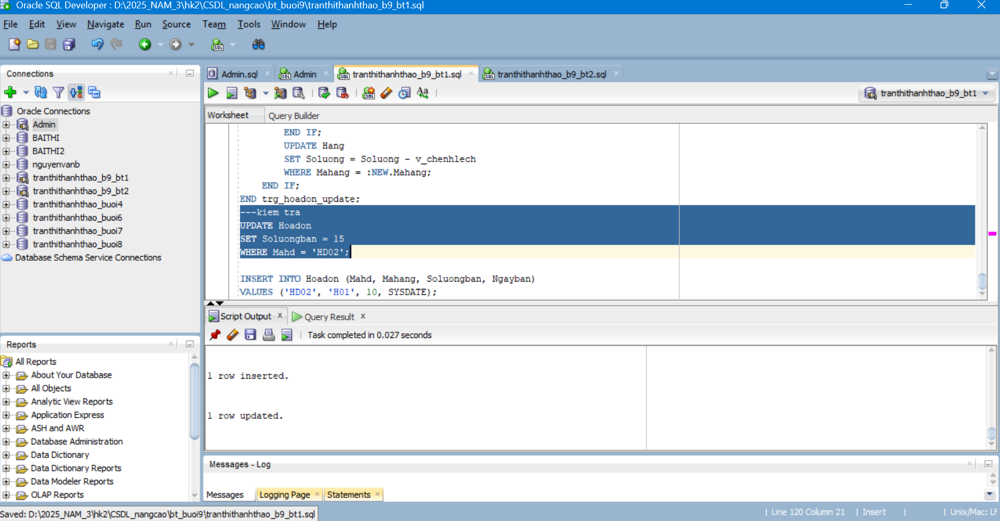 Oracle SQL Developer : D:\2025_NAM_3\hk2\CSDL_nangcao\bt_buoi9\tranthithanhthao_b9_bt1.sql
File Edit View Navigate Run Source Team Tools Window Help
Connections
Oracle Connections
Admin
BAITHI
BAITHI2
nguyenvanb
tranthithanhthao_b9_bt1
tranthithanhthao_b9_bt2
tranthithanhthao_buoi4
tranthithanhthao_buoi6
tranthithanhthao_buoi7
tranthithanhthao_buoi8
Database Schema Service Connections
Reports
All Reports
About Your Database
All Objects
Analytic View Reports
Application Express
ASH and AWR
Database Administration
Data Dictionary
Data Dictionary Reports
Data Modeler Reports
OLAP Reports
Admin.sql Admin tranthithanhthao_b9_bt1.sql tranthithanhthao_b9_bt2.sql
tranthithanhthao_b9_bt1
Worksheet Query Builder
END IF;
UPDATE Hang
SET Soluong = Soluong - v_chenhlech
WHERE Mahang = :NEW.Mahang;
END IF;
END trg_hoadon_update;
---kiem tra
UPDATE Hoadon
SET Soluongban = 15
WHERE Mahd = 'HD02';
INSERT INTO Hoadon (Mahd, Mahang, Soluongban, Ngayban)
VALUES ('HD02', 'H01', 10, SYSDATE);
Script Output Query Result
Task completed in 0.027 seconds
1 row inserted.
1 row updated.
Messages - Log
Messages Logging Page Statements
Saved: D:\2025_NAM_3\hk2\CSDL_nangcao\bt_buoi9\tranthithanhthao_b9_bt1.sql
Line 120 Column 21 Insert Unix/Mac: LF